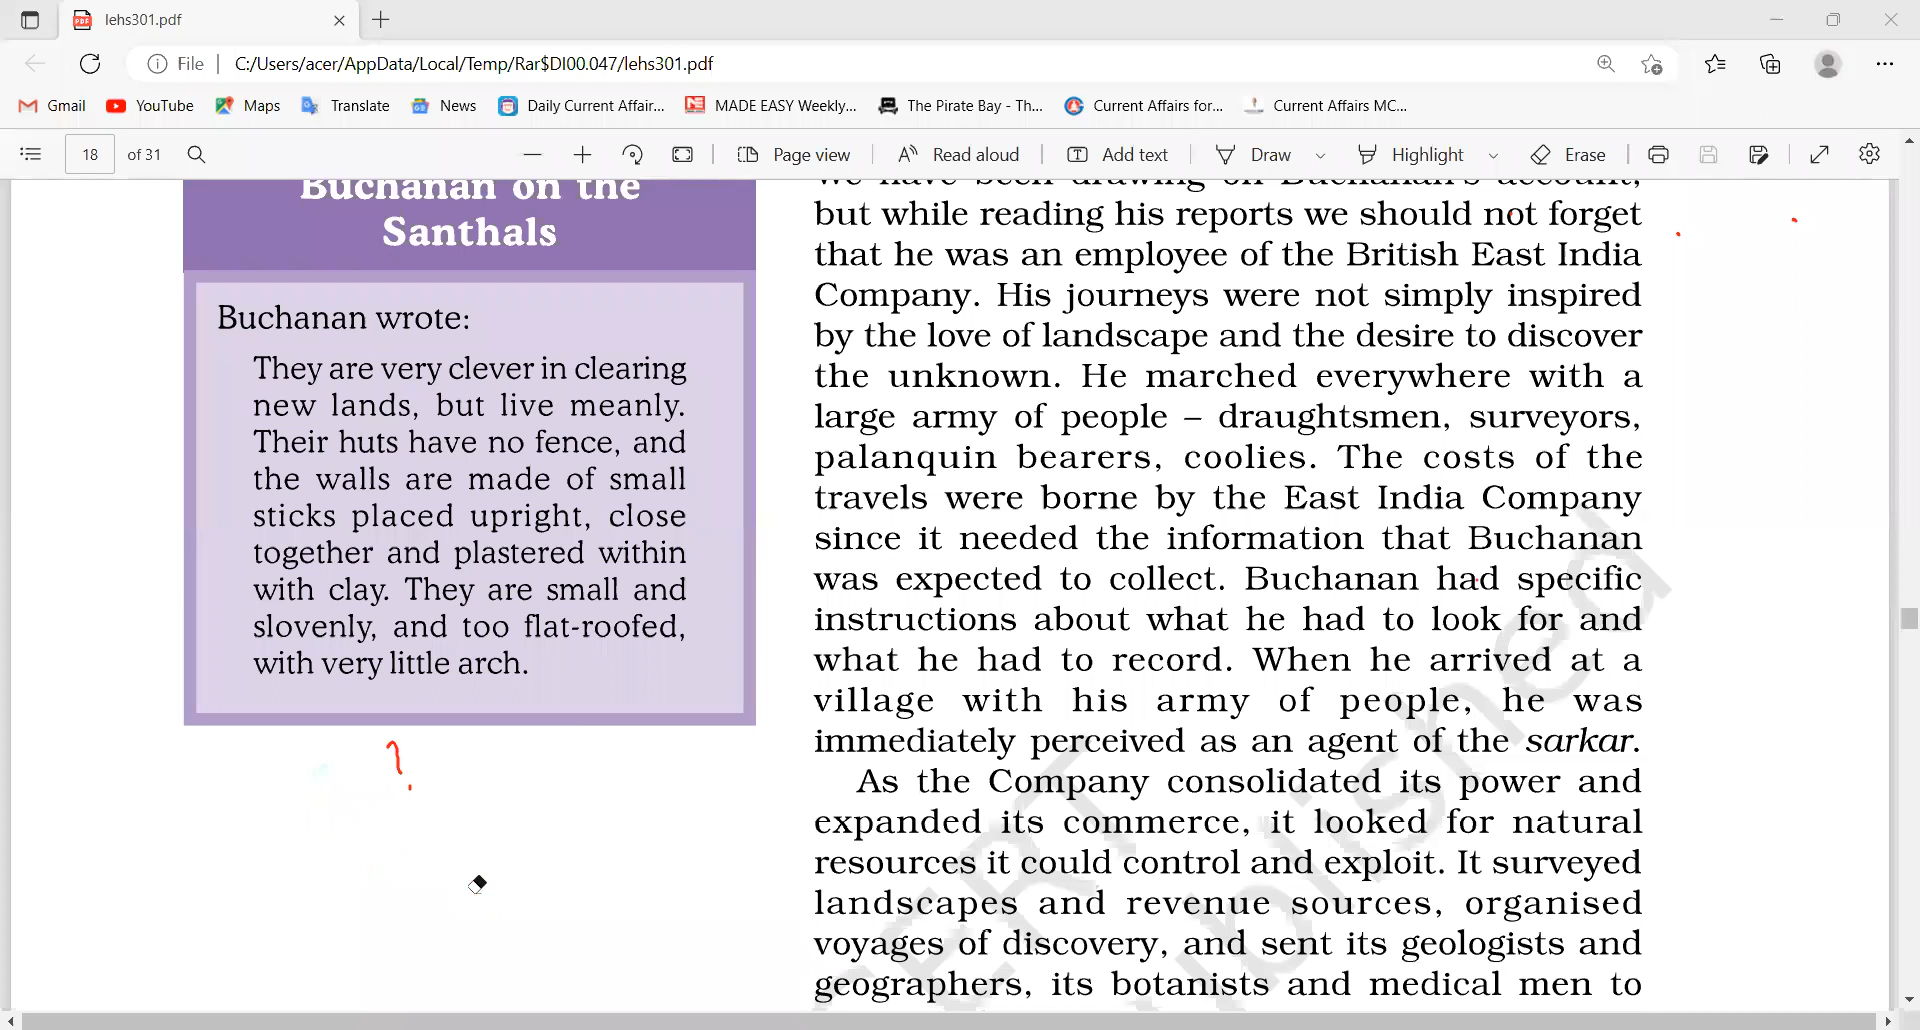 lehs301.pdf
File
C:/Users/acer/AppData/Local/Temp/Rar$DI00.047/lehs301.pdf
Gmail
YouTube
Maps
Translate
News
Daily Current Affair...
MADE EASY Weekly...
The Pirate Bay - Th...
Current Affairs for...
Current Affairs MC...
18 of 31
Page view
Read aloud
Add text
Draw
Highlight
Erase
Buchanan on the
Santhals
Buchanan wrote:
They are very clever in clearing
new lands, but live meanly.
Their huts have no fence, and
the walls are made of small
sticks placed upright, close
together and plastered within
with clay. They are small and
slovenly, and too flat-roofed,
with very little arch.
?
We have been drawing on Buchanan's account,
but while reading his reports we should not forget
that he was an employee of the British East India
Company. His journeys were not simply inspired
by the love of landscape and the desire to discover
the unknown. He marched everywhere with a
large army of people – draughtsmen, surveyors,
palanquin bearers, coolies. The costs of the
travels were borne by the East India Company
since it needed the information that Buchanan
was expected to collect. Buchanan had specific
instructions about what he had to look for and
what he had to record. When he arrived at a
village with his army of people, he was
immediately perceived as an agent of the sarkar.
As the Company consolidated its power and
expanded its commerce, it looked for natural
resources it could control and exploit. It surveyed
landscapes and revenue sources, organised
voyages of discovery, and sent its geologists and
geographers, its botanists and medical men to